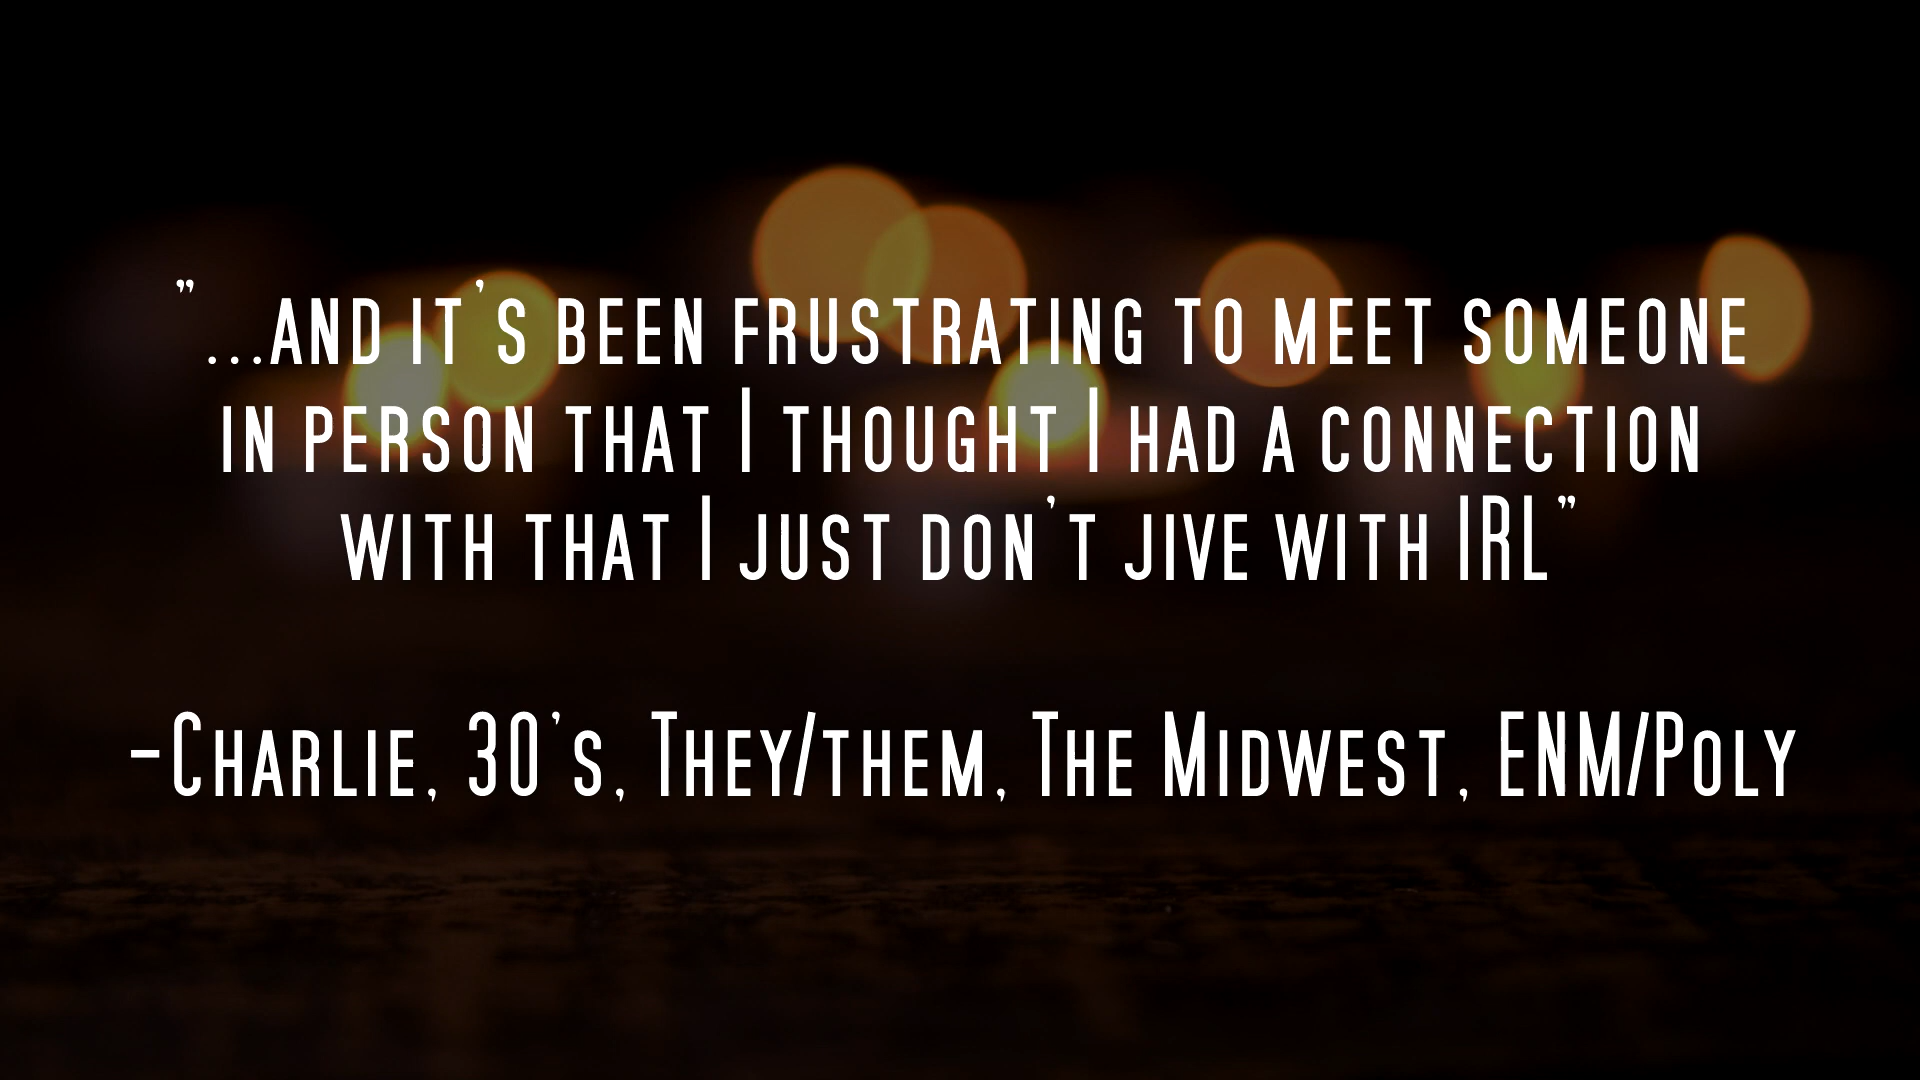 "...and it's been frustrating to meet someone
in person that I thought I had a connection
with that I just don't jive with IRL"
-Charlie, 30's, They/them, The Midwest, ENM/Poly